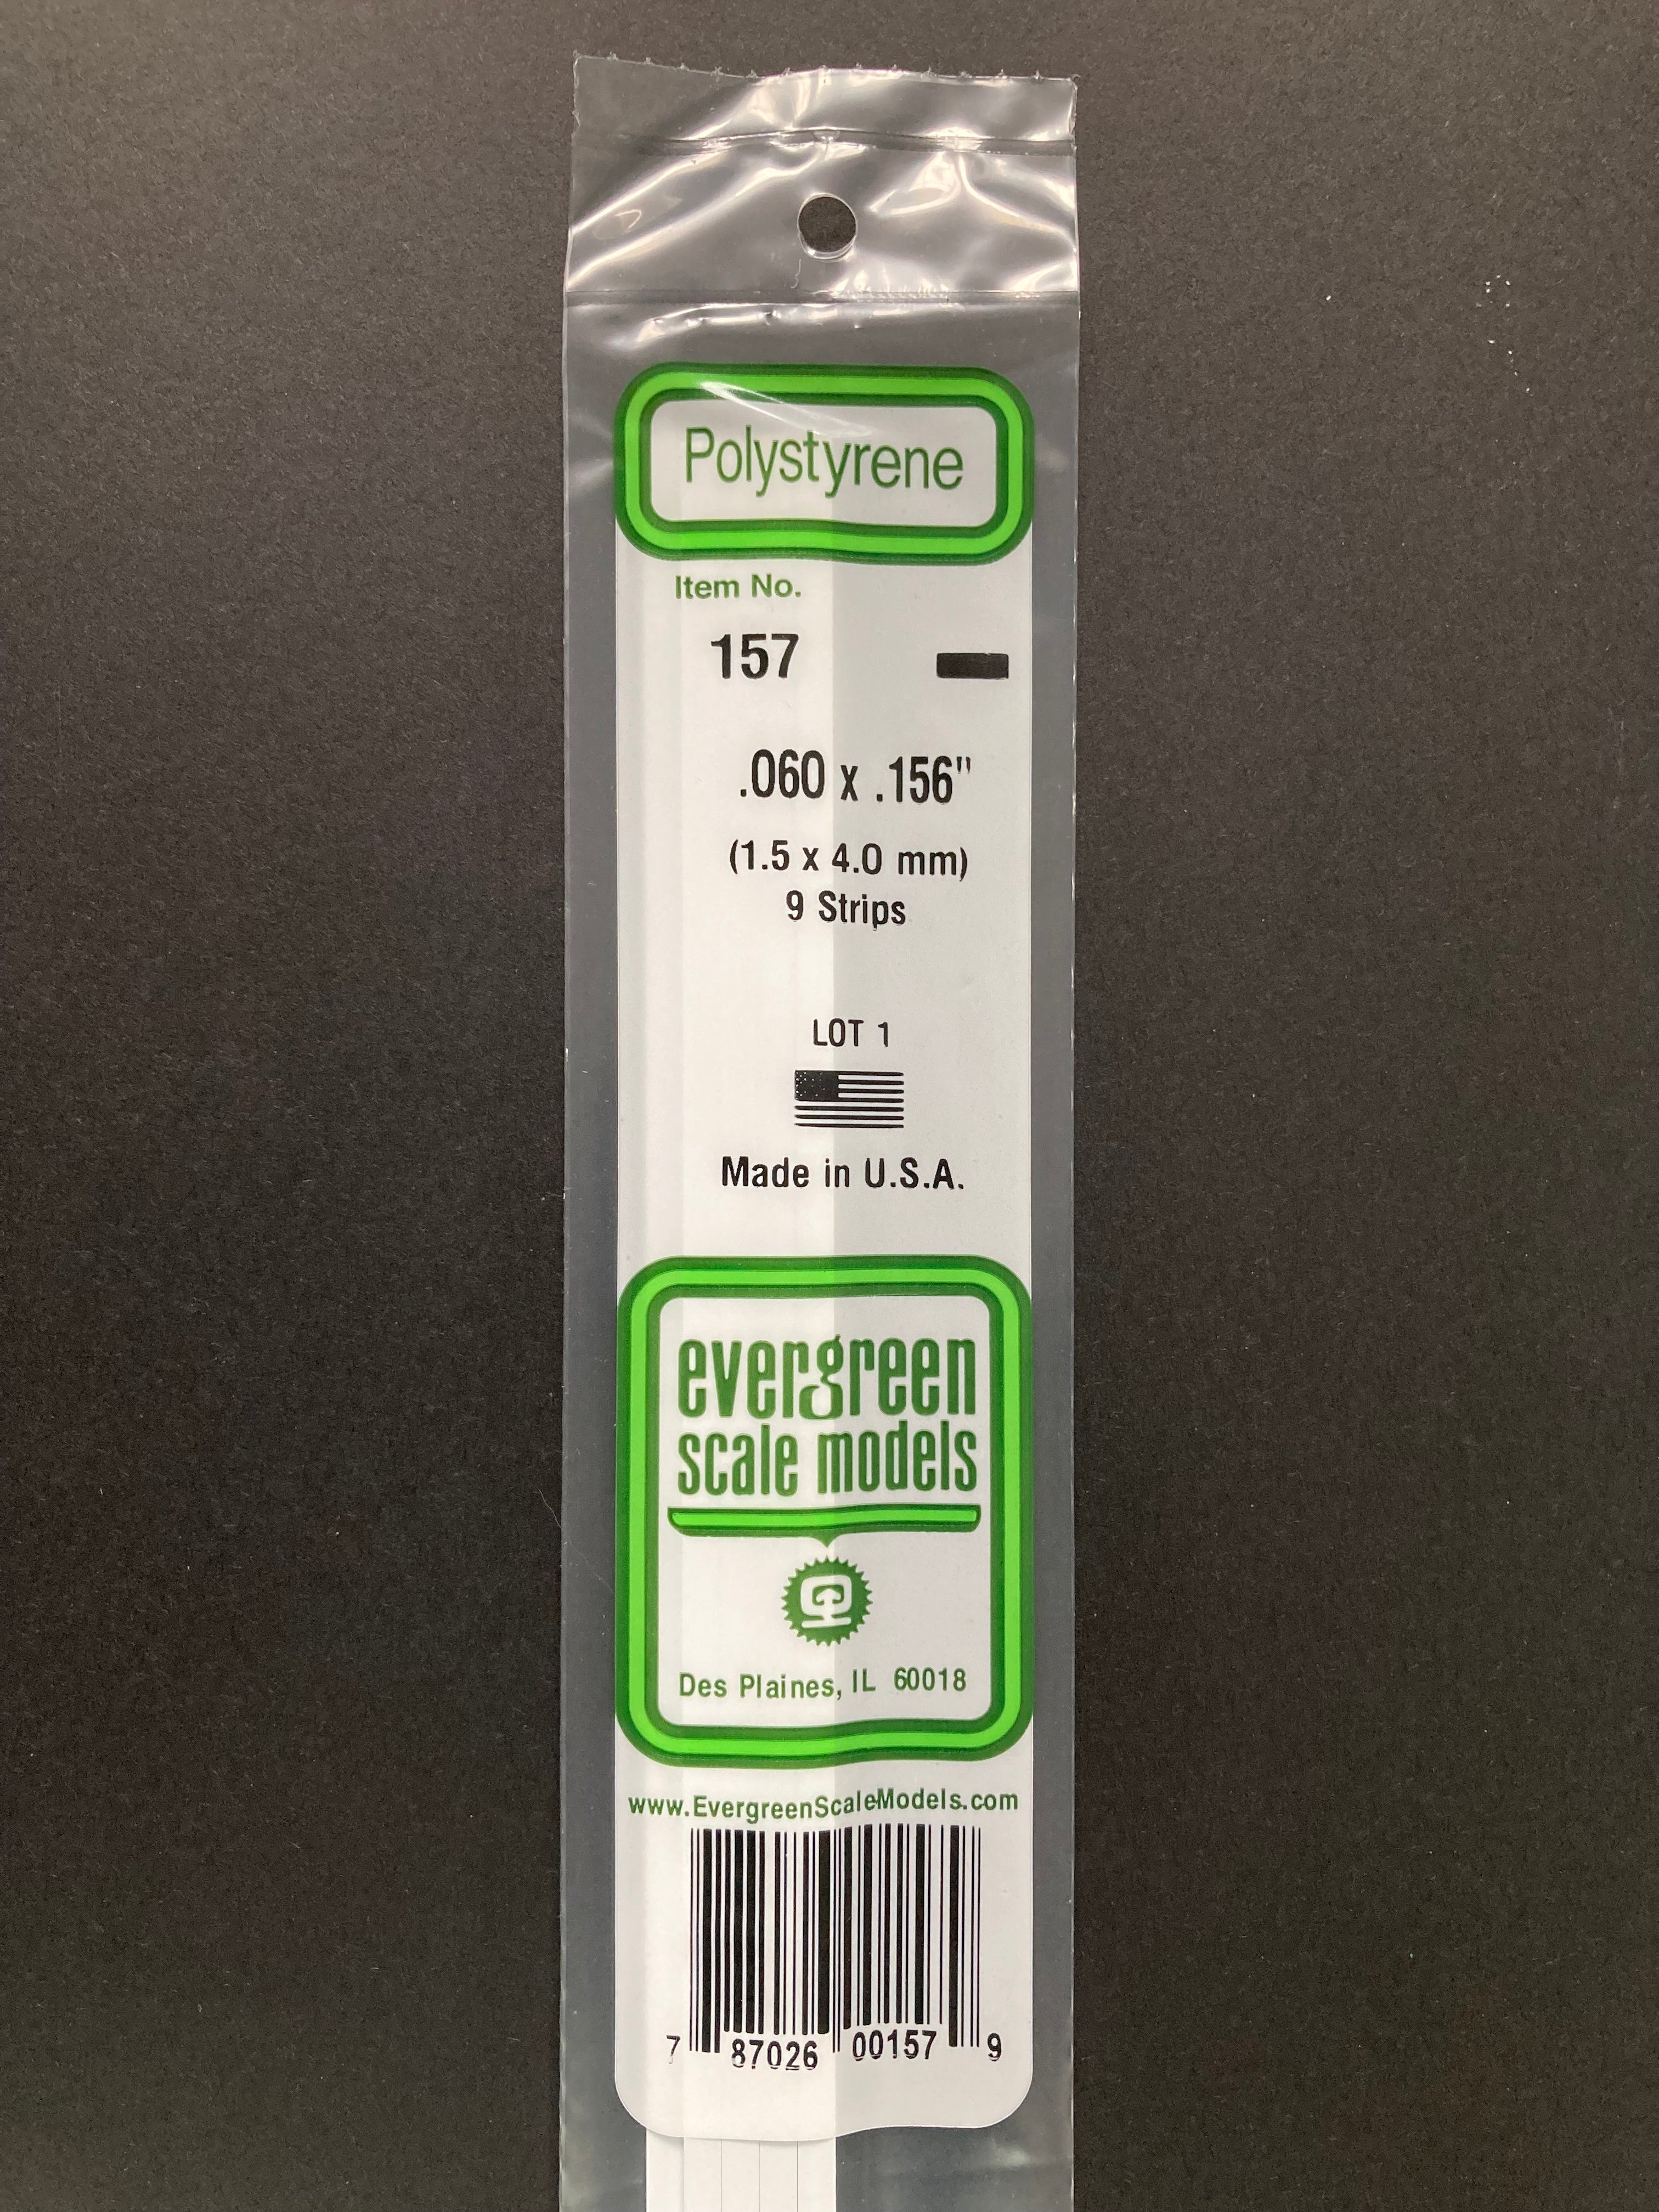 Polystyrene
Item No.
157
.060 x .156"
(1.5 x 4.0 mm)
9 Strips
LOT 1
Made in U.S.A.
evergreen
scale models
Des Plaines, IL 60018
www.EvergreenScaleModels.com
7 87026 00157 9